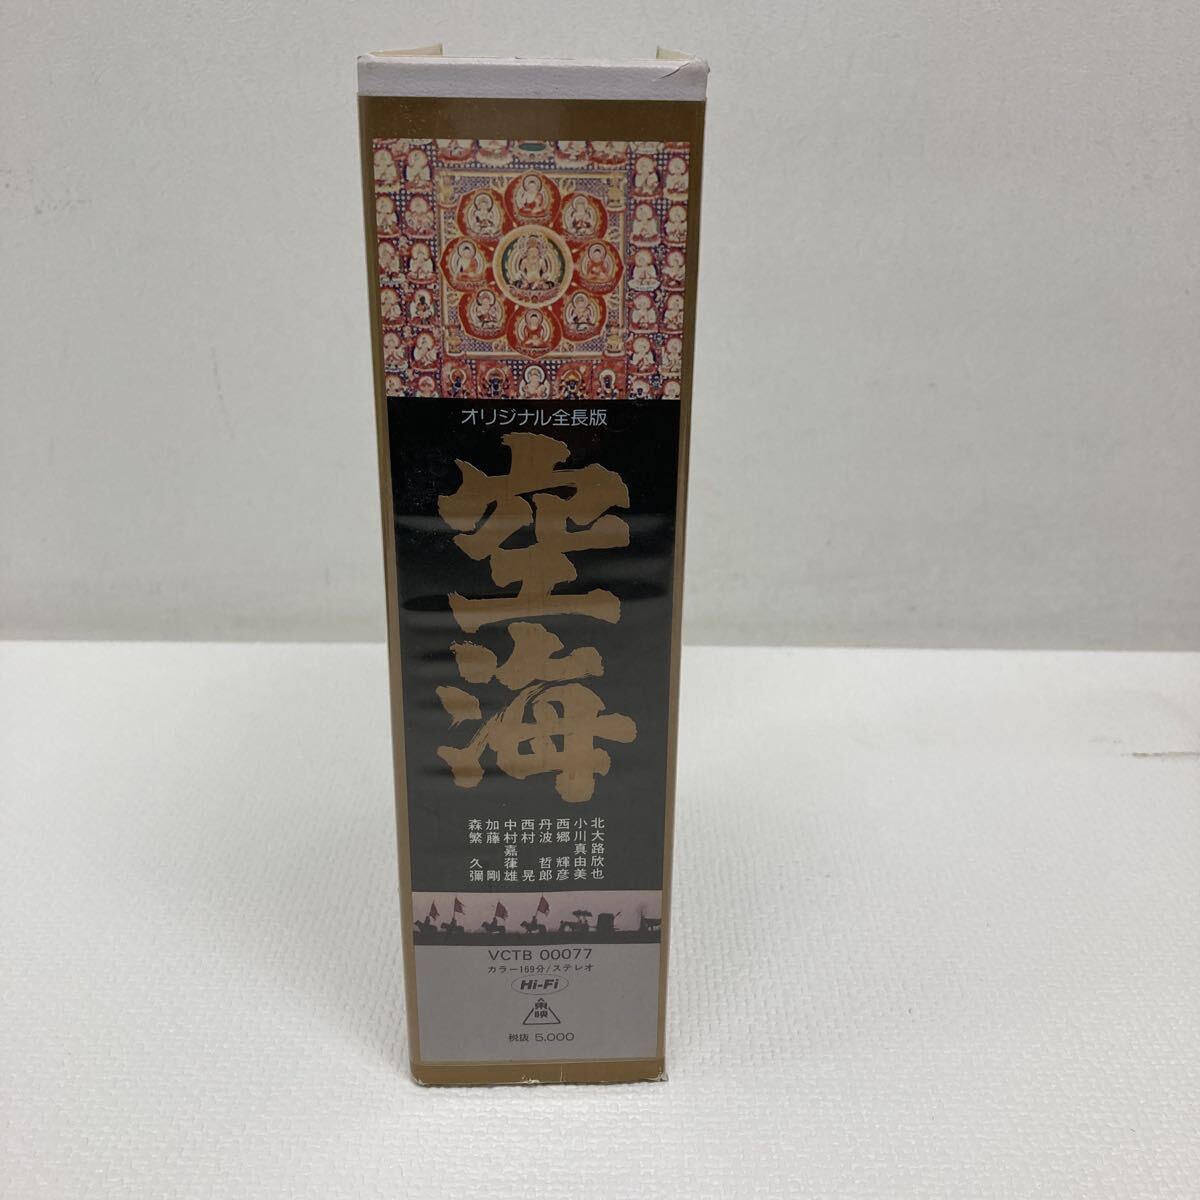 オリジナル全長版
空海
北大路欣也
小川真由美
西郷輝彦
丹波哲郎
西村晃
中村嘉葎雄
加藤剛
森繁久彌
VCTB 00077
カラー169分/ステレオ
Hi-Fi
東映
税抜 5,000